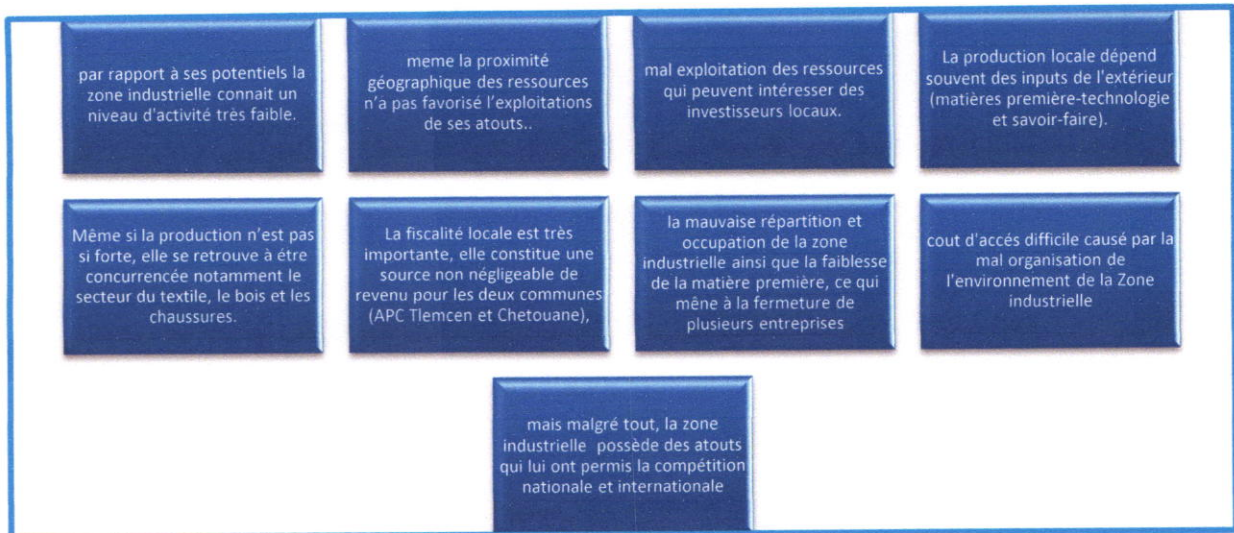 par rapport à ses potentiels la
zone industrielle connait un
niveau d'activité très faible.
meme la proximité
géographique des ressources
n'a pas favorisé l'exploitations
de ses atouts..
mal exploitation des ressources
qui peuvent intéresser des
investisseurs locaux.
La production locale dépend
souvent des inputs de l'extérieur
(matières première-technologie
et savoir-faire).
Même si la production n'est pas
si forte, elle se retrouve à étre
concurrencée notamment le
secteur du textile, le bois et les
chaussures.
La fiscalité locale est très
importante, elle constitue une
source non négligeable de
revenu pour les deux communes
(APC Tlemcen et Chetouane),
la mauvaise répartition et
occupation de la zone
industrielle ainsi que la faiblesse
de la matière première, ce qui
mène à la fermeture de
plusieurs entreprises
cout d'accés difficile causé par la
mal organisation de
l'environnement de la Zone
industrielle
mais malgré tout, la zone
industrielle possède des atouts
qui lui ont permis la compétition
nationale et internationale